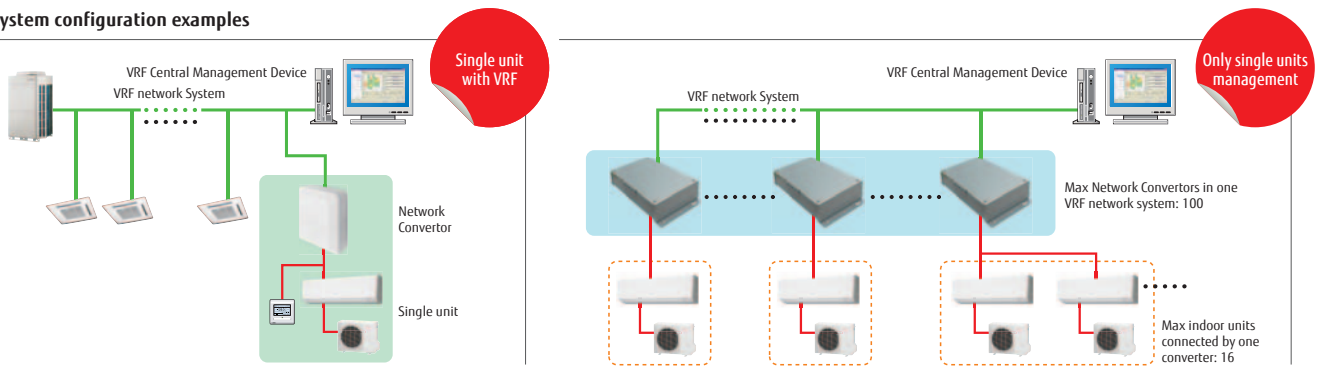 ystem configuration examples
Single unit
with VRF
VRF Central Management Device
VRF network System
Network
Convertor
Single unit
Only single units
management
VRF Central Management Device
VRF network System
Max Network Convertors in one
VRF network system: 100
Max indoor units
connected by one
converter: 16